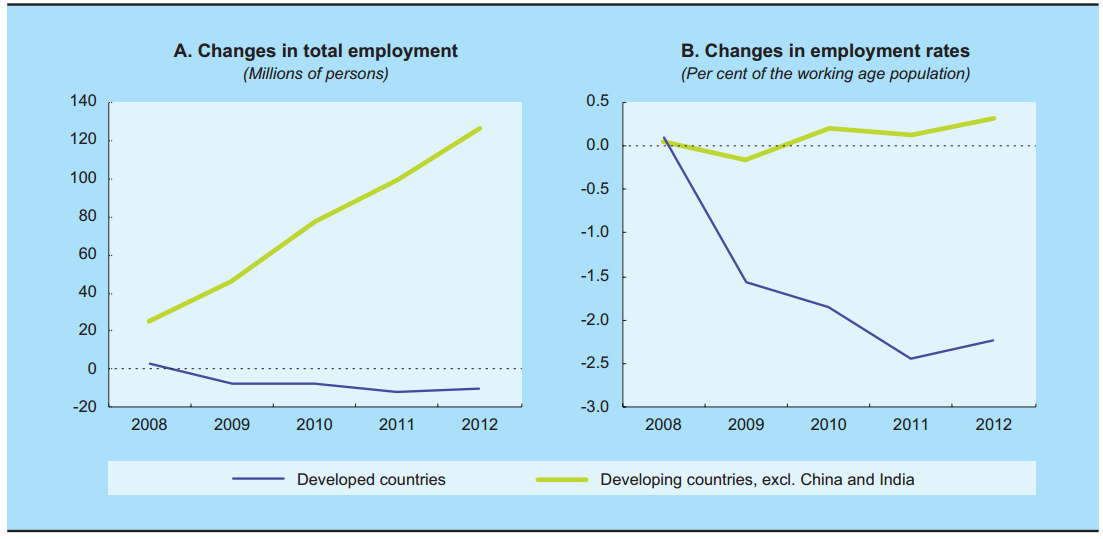 A. Changes in total employment
(Millions of persons)
140
120
100
80
60
40
20
0
-20
2008 2009 2010 2011 2012
B. Changes in employment rates
(Per cent of the working age population)
0.5
0.0
-0.5
-1.0
-1.5
-2.0
-2.5
-3.0
2008 2009 2010 2011 2012
Developed countries
Developing countries, excl. China and India